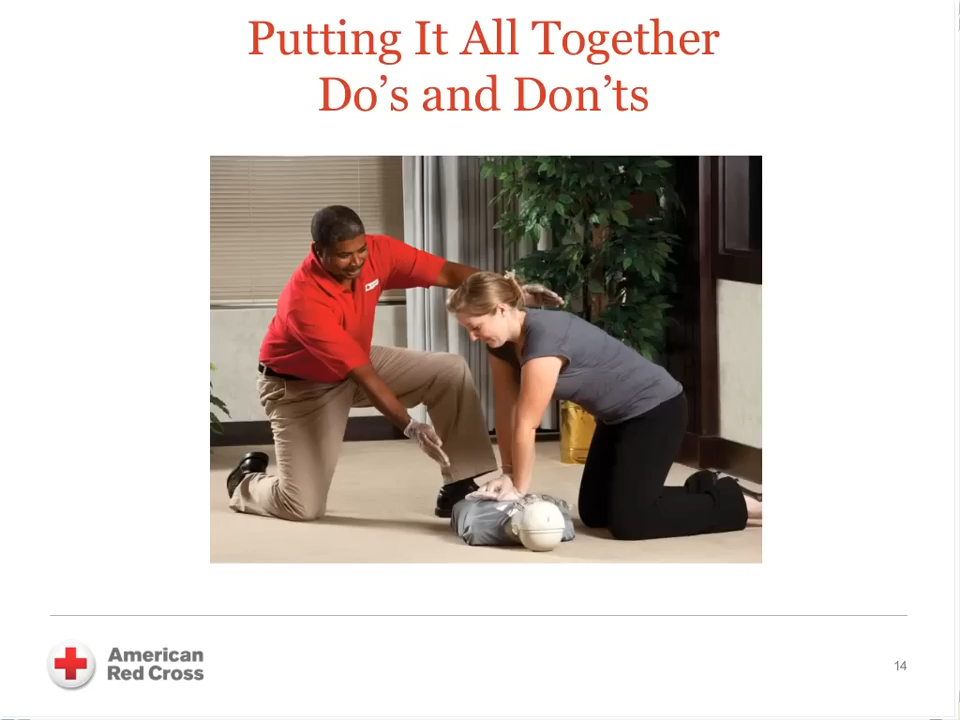 Putting It All Together
Do’s and Don’ts
American
Red Cross
14